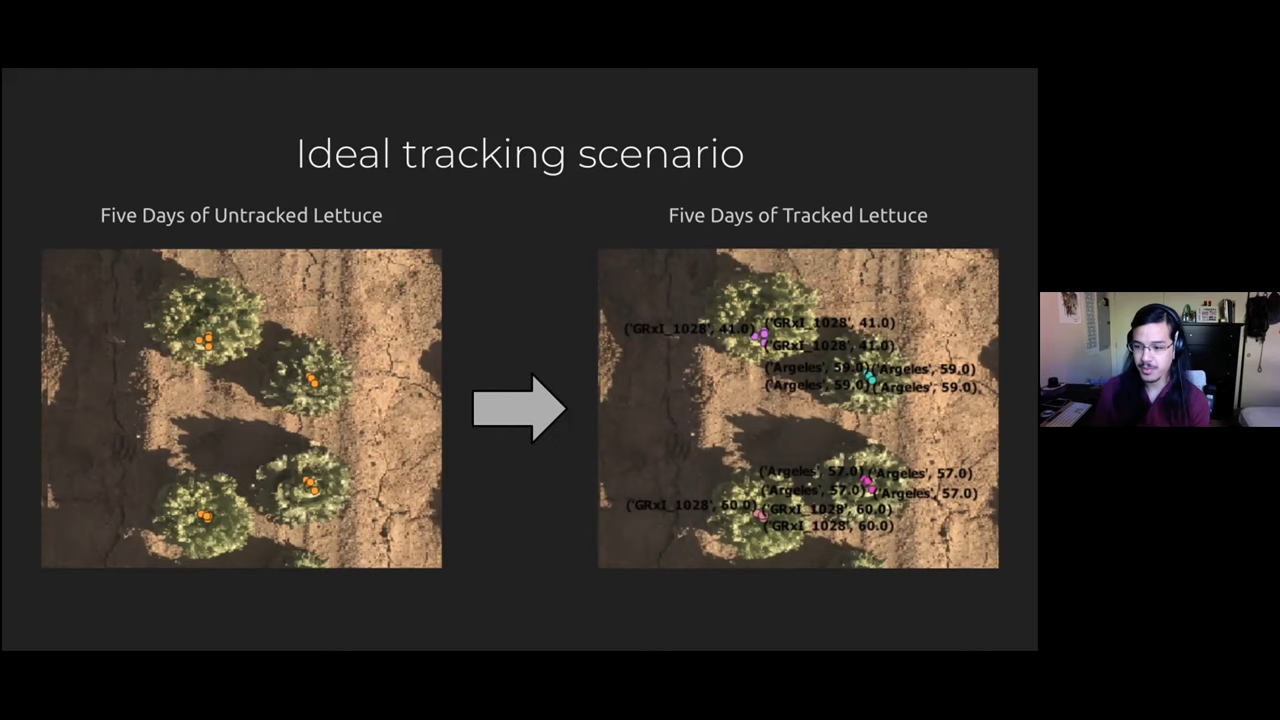 Ideal tracking scenario
Five Days of Untracked Lettuce
Five Days of Tracked Lettuce
('GRxI_1028', 41.0)
('GRxI_1028', 41.0)
('GRxI_1028', 41.0)
('Argeles', 59.0)
('Argeles', 59.0)
('Argeles', 59.0)
('Argeles', 59.0)
('Argeles', 57.0)
('Argeles', 57.0)
('Argeles', 57.0)
('Argeles', 57.0)
('GRxI_1028', 60.0)
('GRxI_1028', 60.0)
('GRxI_1028', 60.0)